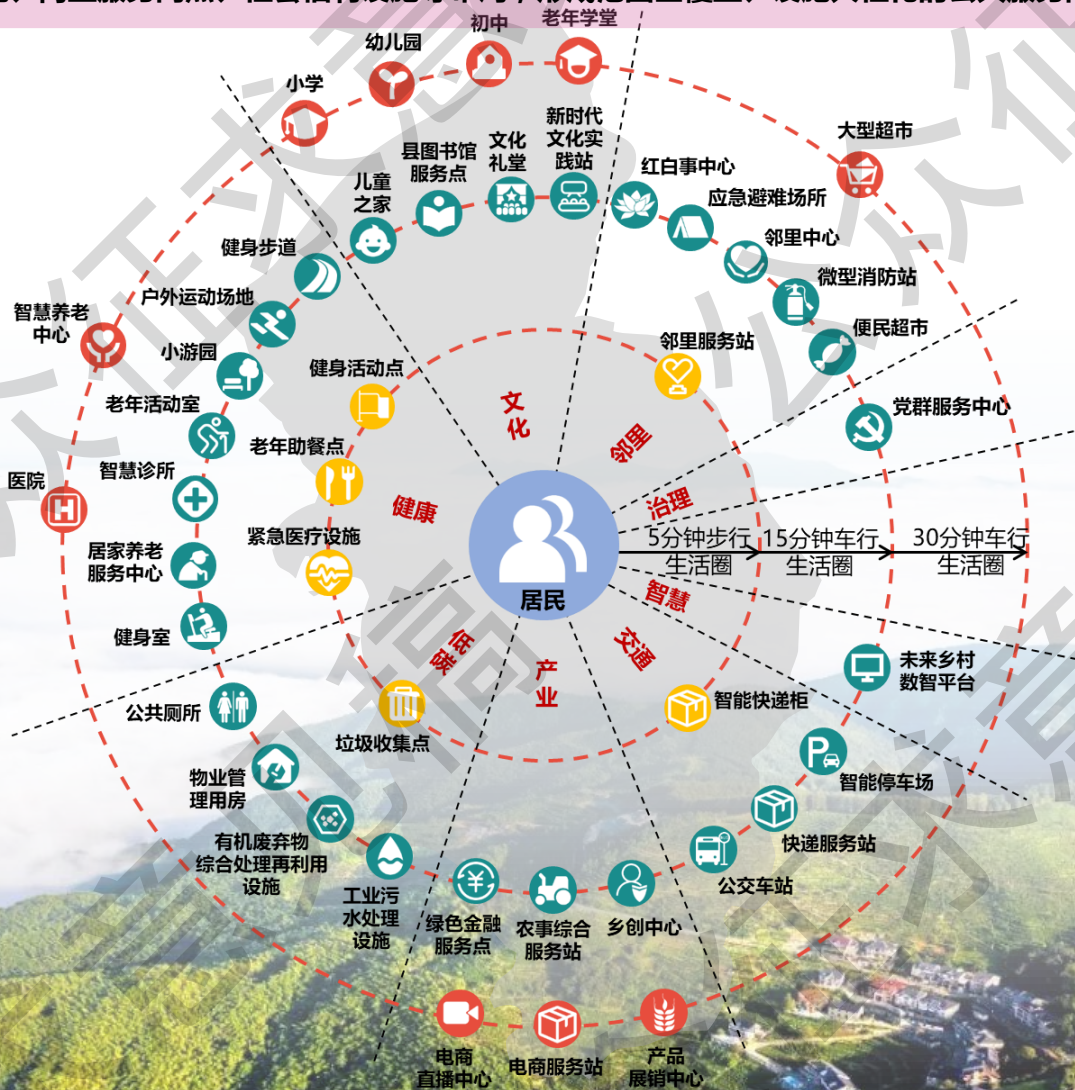 初中
老年学堂
幼儿园
小学
大型超市
新时代
文化实
践站
文化
礼堂
县图书馆
服务点
儿童
之家
红白事中心
应急避难场所
邻里中心
微型消防站
便民超市
党群服务中心
健身步道
户外运动场地
小游园
老年活动室
智慧诊所
居家养老
服务中心
健身室
智慧养老
中心
医院
健身活动点
老年助餐点
紧急医疗设施
邻里服务站
文
化
邻里
治理
健康
智慧
交通
产
业
低
碳
居民
5分钟步行
生活圈
15分钟车行
生活圈
30分钟车行
生活圈
未来乡村
数智平台
智能快递柜
智能停车场
快递服务站
公交车站
垃圾收集点
公共厕所
物业管
理用房
有机废弃物
综合处理再利用
设施
工业污
水处理
设施
绿色金融
服务点
农事综合
服务站
乡创中心
电商
直播中心
电商服务站
产品
展销中心